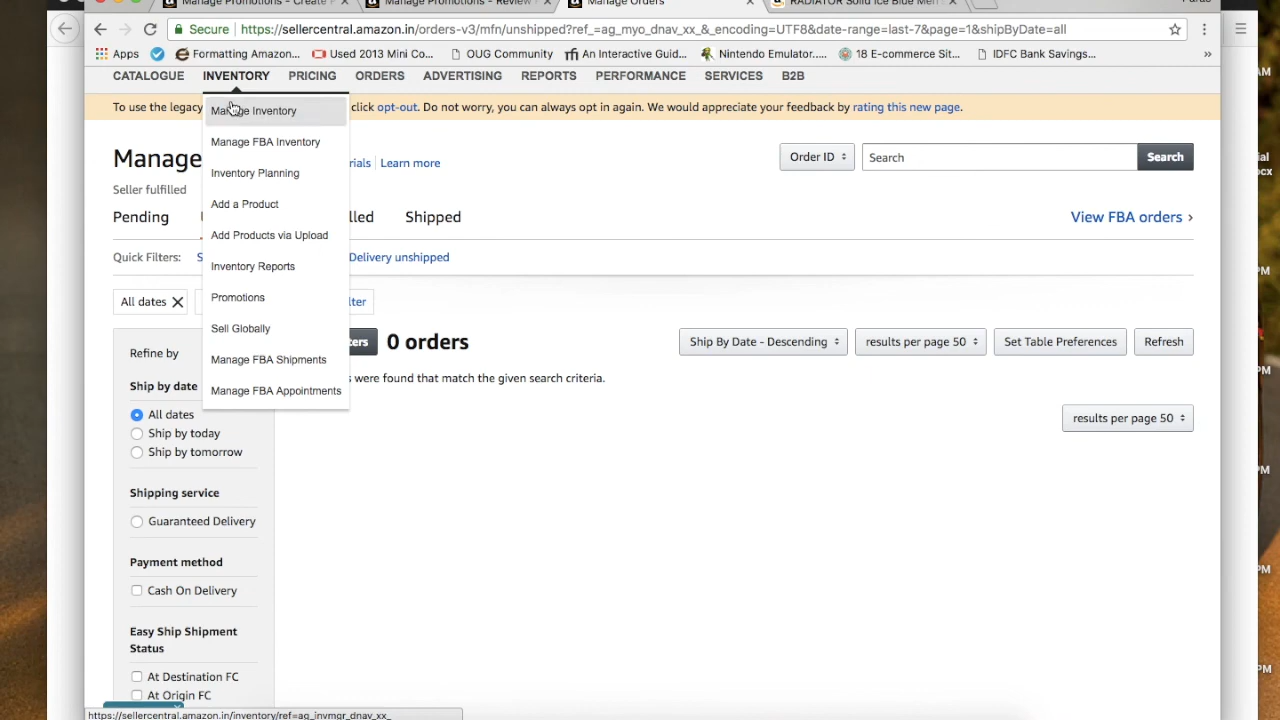 Manage Promotions - Create P
Manage Promotions - Review
Manage Orders
RADIATOR Solid Ice Blue Men
Secure https://sellercentral.amazon.in/orders-v3/mfn/unshipped?ref_=ag_myo_dnav_xx_&_encoding=UTF8&date-range=last-7&page=1&shipByDate=all
Apps Formatting Amazon... Used 2013 Mini Co... OUG Community An Interactive Guid... Nintendo Emulator.... 18 E-commerce Sit... IDFC Bank Savings... »
CATALOGUE INVENTORY PRICING ORDERS ADVERTISING REPORTS PERFORMANCE SERVICES B2B
To use the legacy click opt-out. Do not worry, you can always opt in again. We would appreciate your feedback by rating this new page.
Manage Inventory
Manage FBA Inventory
Inventory Planning
Add a Product
Add Products via Upload
Inventory Reports
Promotions
Sell Globally
Manage FBA Shipments
Manage FBA Appointments
Manage rials | Learn more
Order ID Search Search
Seller fulfilled
Pending lled Shipped View FBA orders ›
Quick Filters: S Delivery unshipped
All dates lter
Refine by
ters 0 orders Ship By Date - Descending results per page 50 Set Table Preferences Refresh
s were found that match the given search criteria.
results per page 50
Ship by date
All dates
Ship by today
Ship by tomorrow
Shipping service
Guaranteed Delivery
Payment method
Cash On Delivery
Easy Ship Shipment
Status
At Destination FC
At Origin FC
https://sellercentral.amazon.in/inventory/ref=ag_invmgr_dnav_xx_
AM
ial
ocx
PM
PM
PM
PM
PM